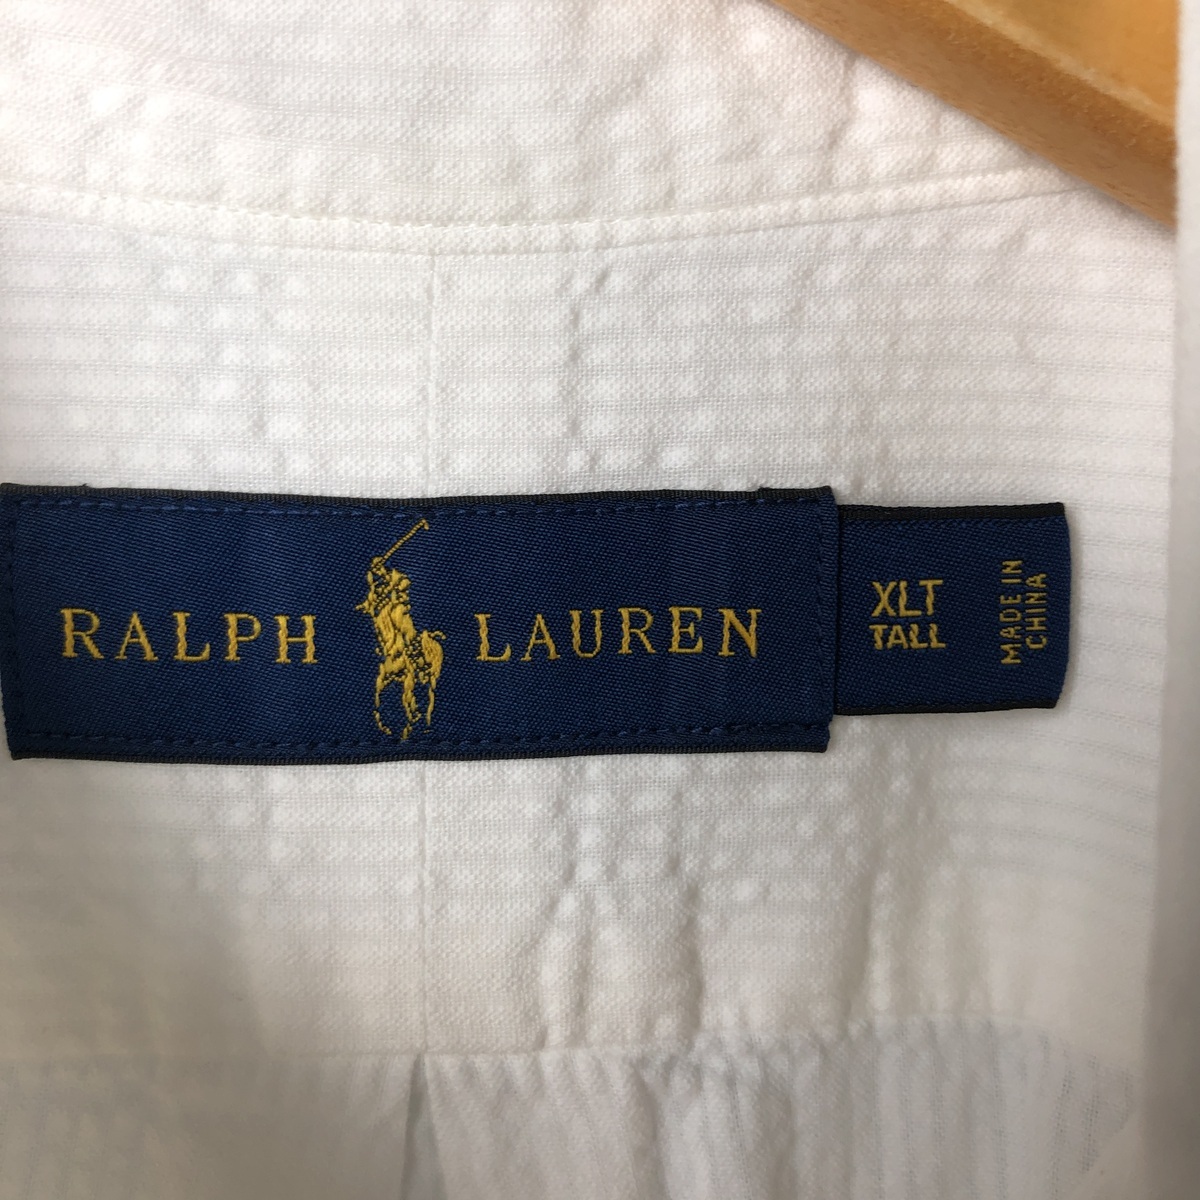 RALPH LAUREN
XLT
TALL
MADE IN
CHINA